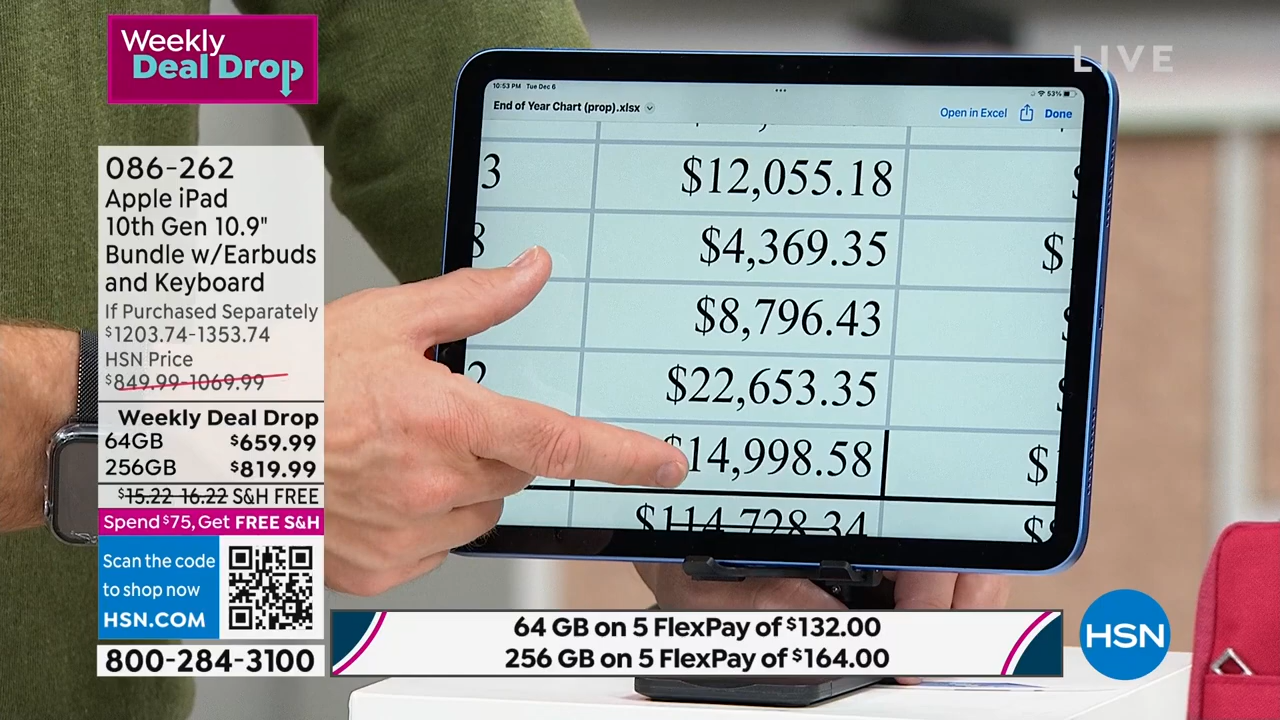 Weekly
Deal Drop
LIVE
086-262
Apple iPad
10th Gen 10.9"
Bundle w/Earbuds
and Keyboard
If Purchased Separately
$1203.74-1353.74
HSN Price
$849.99-1069.99
Weekly Deal Drop
64GB $659.99
256GB $819.99
$15.22-16.22 S&H FREE
Spend $75, Get FREE S&H
Scan the code
to shop now
HSN.COM
800-284-3100
10:53 PM Tue Dec 6
53%
End of Year Chart (prop).xlsx
Open in Excel
Done
3 $12,055.18
8 $4,369.35 $
$8,796.43
2 $22,653.35
$14,998.58 $
$114,728.34
64 GB on 5 FlexPay of $132.00
256 GB on 5 FlexPay of $164.00
HSN